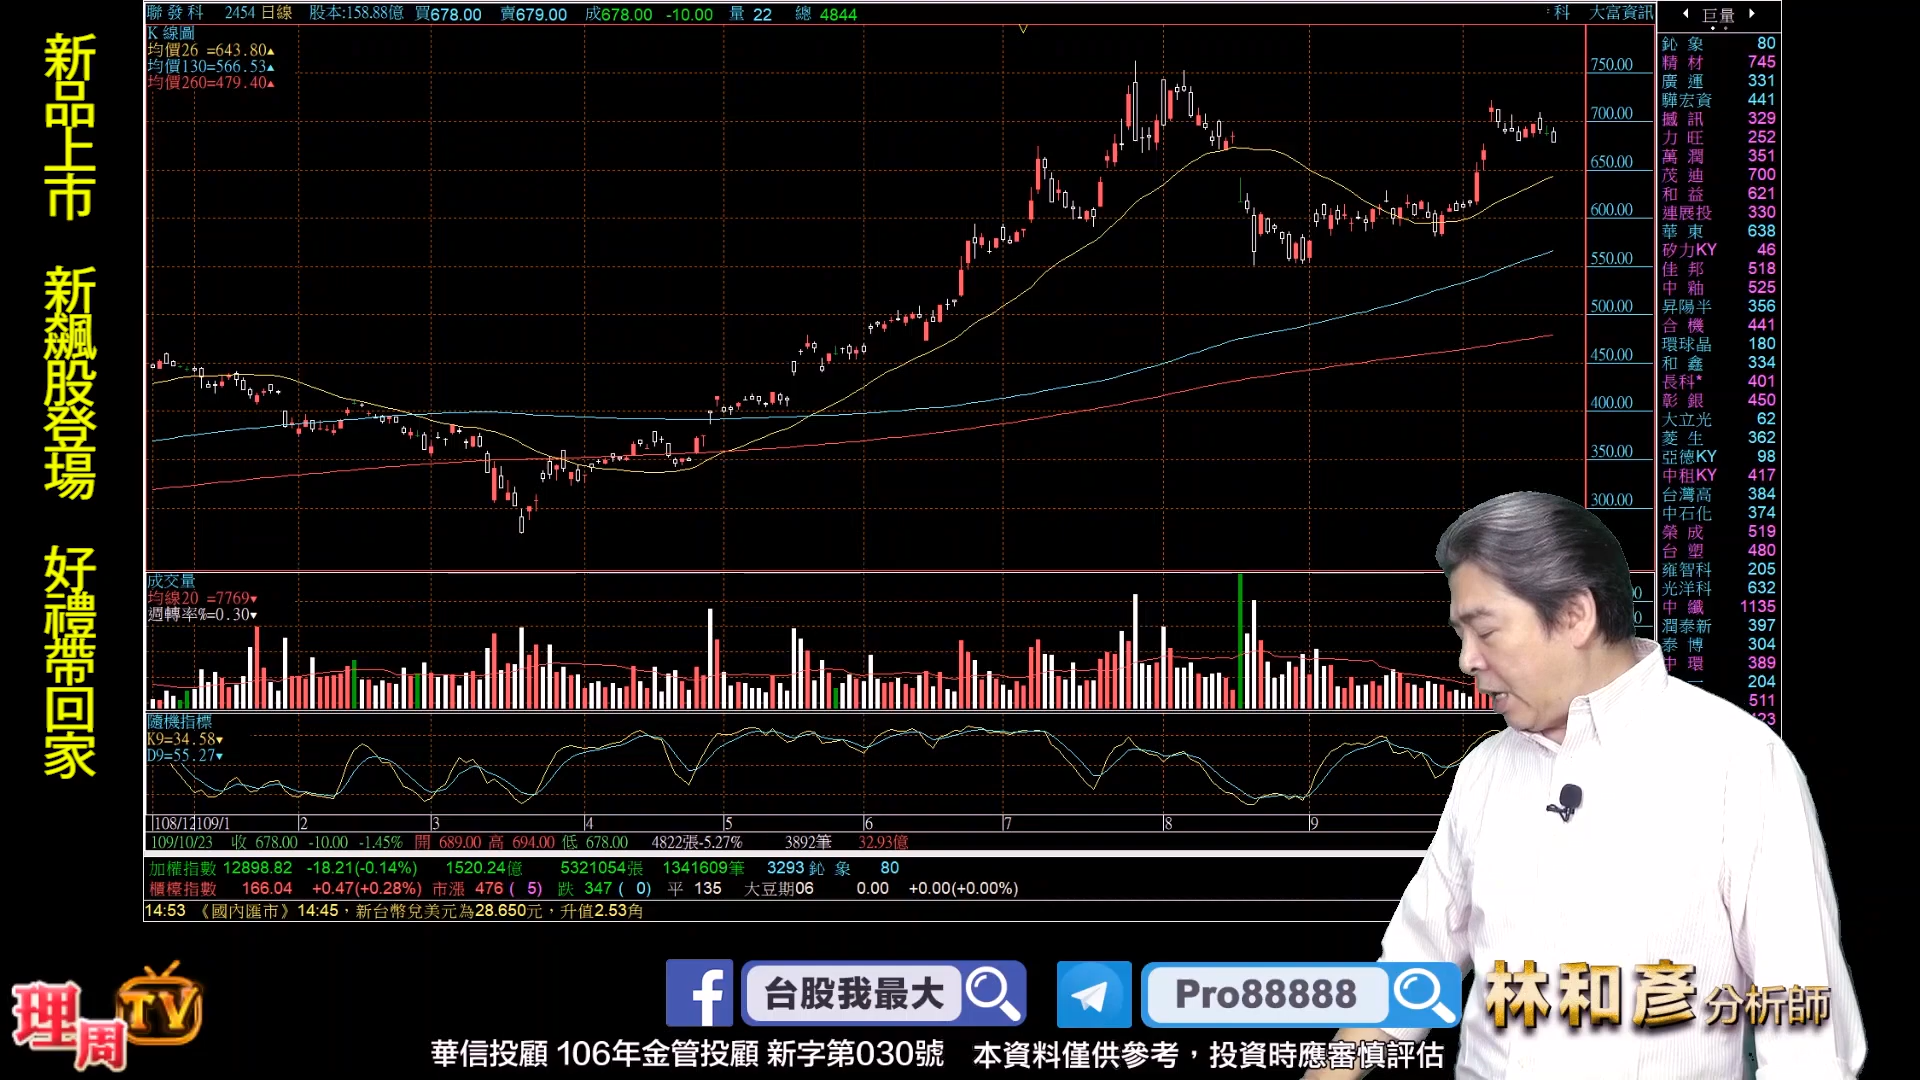 新品上市 新飆股登場 好禮帶回家
聯發科 2454日線 股本:158.88億 買678.00 賣679.00 成678.00 -10.00 量 22 總 4844
科 大富資訊
K線圖
均價26 =643.80▲
均價130=566.53▲
均價260=479.40▲
750.00
700.00
650.00
600.00
550.00
500.00
450.00
400.00
350.00
300.00
成交量
均線20 =7769▼
週轉率%=0.30▼
隨機指標
K9=34.58▼
D9=55.27▼
108/12 109/1 2 3 4 5 6 7 8 9
109/10/23 收 678.00 -10.00 -1.45% 開 689.00 高 694.00 低 678.00 4822張-5.27% 3892筆 32.93億
加權指數 12898.82 -18.21(-0.14%) 1520.24億 5321054張 1341609筆 3293 鈊 象 80
櫃檯指數 166.04 +0.47(+0.28%) 市漲 476 ( 5) 跌 347 ( 0) 平 135 大豆期06 0.00 +0.00(+0.00%)
14:53 《國內匯市》14:45，新台幣兌美元為28.650元，升值2.53角
巨量
鈊象 80
精材 745
廣運 331
驊宏資 441
撼訊 329
力旺 252
萬潤 351
茂迪 700
和益 621
連展投 330
華東 638
矽力KY 46
佳邦 518
中釉 525
昇陽半 356
合機 441
環球晶 180
和鑫 334
長科* 401
彰銀 450
大立光 62
菱生 362
亞德KY 98
中租KY 417
台灣高 384
中石化 374
榮成 519
台塑 480
雍智科 205
光洋科 632
中纖 1135
潤泰新 397
泰博 304
中環 389
204
511
理周TV
台股我最大
Pro88888
林和彥 分析師
華信投顧 106年金管投顧 新字第030號 本資料僅供參考，投資時應審慎評估